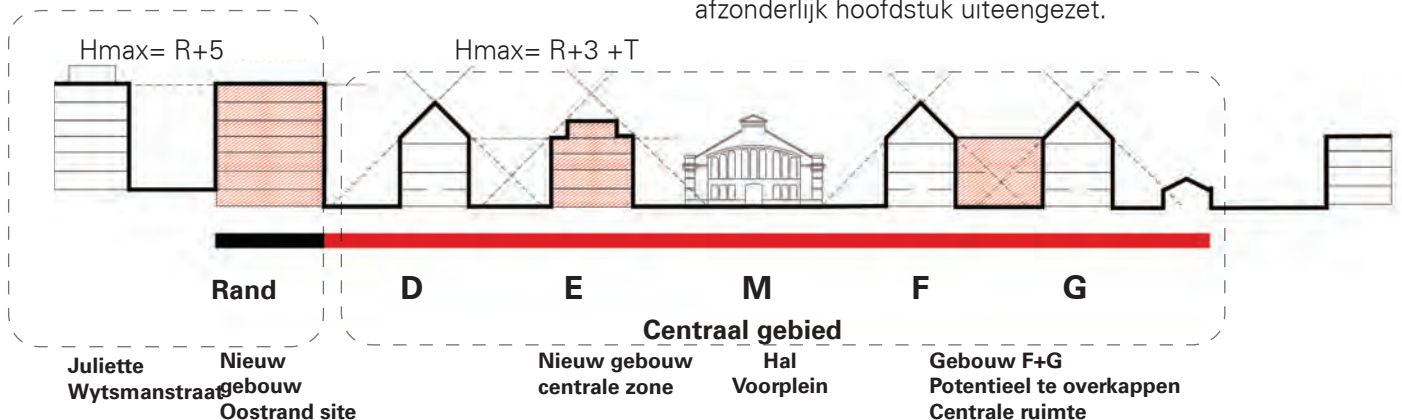 afzonderlijk hoofdstuk uiteengezet.
Hmax= R+5
Hmax= R+3 +T
Rand
D
E
M
F
G
Centraal gebied
Juliette
Wytsmanstraat
Nieuw
gebouw
Oostrand site
Nieuw gebouw
centrale zone
Hal
Voorplein
Gebouw F+G
Potentieel te overkappen
Centrale ruimte